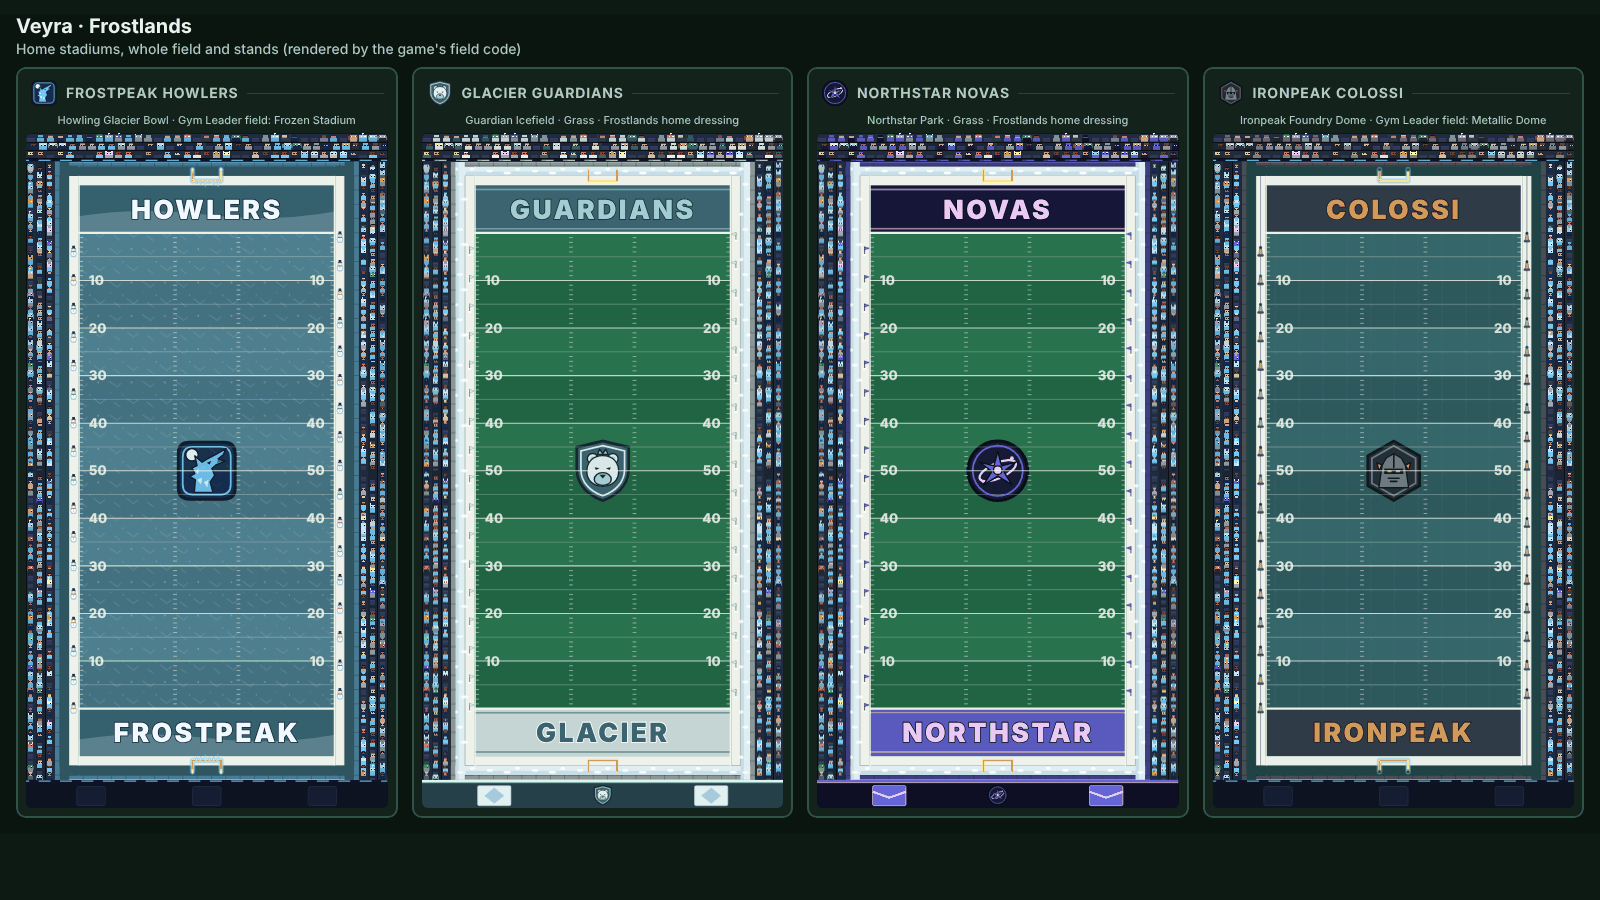 Veyra · Frostlands
Home stadiums, whole field and stands (rendered by the game's field code)
FROSTPEAK HOWLERS
Howling Glacier Bowl · Gym Leader field: Frozen Stadium
HOWLERS
10 10
20 20
30 30
40 40
50 50
40 40
30 30
20 20
10 10
FROSTPEAK
GLACIER GUARDIANS
Guardian Icefield · Grass · Frostlands home dressing
GUARDIANS
10 10
20 20
30 30
40 40
50 50
40 40
30 30
20 20
10 10
GLACIER
NORTHSTAR NOVAS
Northstar Park · Grass · Frostlands home dressing
NOVAS
10 10
20 20
30 30
40 40
50 50
40 40
30 30
20 20
10 10
NORTHSTAR
IRONPEAK COLOSSI
Ironpeak Foundry Dome · Gym Leader field: Metallic Dome
COLOSSI
10 10
20 20
30 30
40 40
50 50
40 40
30 30
20 20
10 10
IRONPEAK